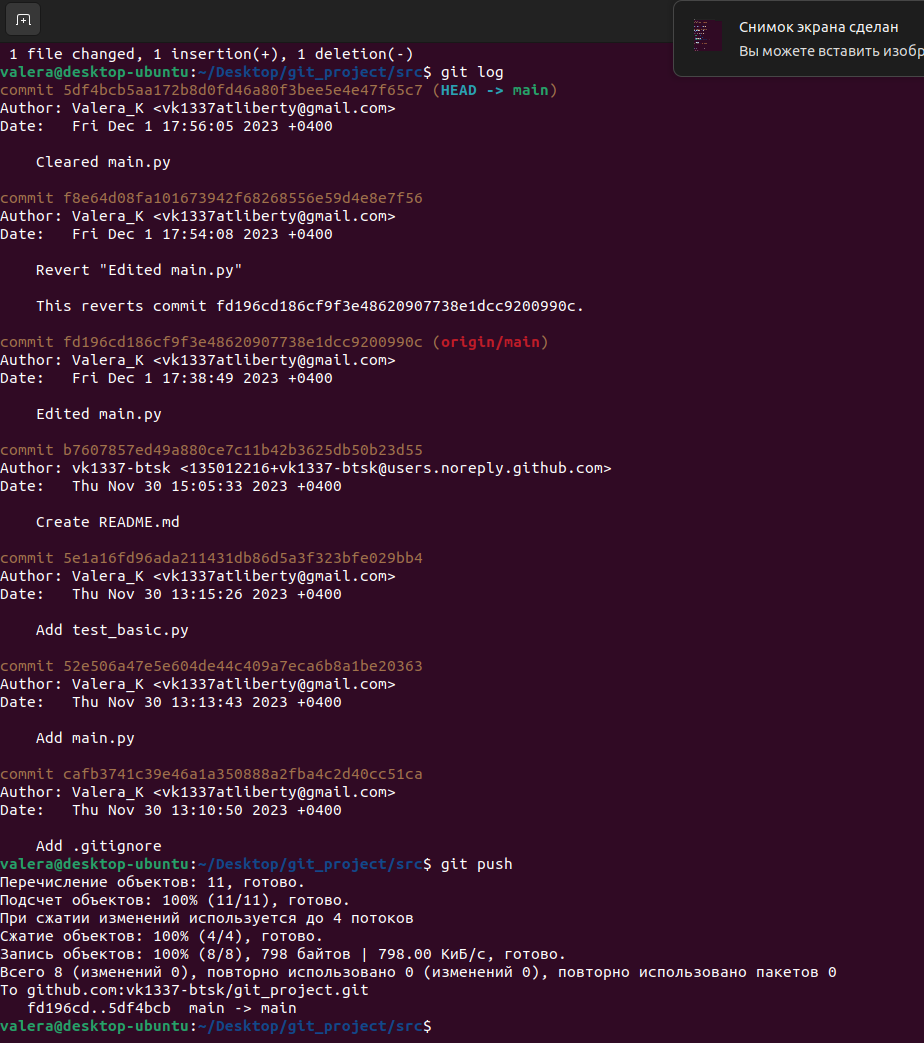 Снимок экрана сделан
Вы можете вставить изобр
1 file changed, 1 insertion(+), 1 deletion(-)
valera@desktop-ubuntu:~/Desktop/git_project/src$ git log
commit 5df4bcb5aa172b8d0fd46a80f3bee5e4e47f65c7 (HEAD -> main)
Author: Valera_K <vk1337atliberty@gmail.com>
Date:   Fri Dec 1 17:56:05 2023 +0400
Cleared main.py
commit f8e64d08fa101673942f68268556e59d4e8e7f56
Author: Valera_K <vk1337atliberty@gmail.com>
Date:   Fri Dec 1 17:54:08 2023 +0400
Revert "Edited main.py"
This reverts commit fd196cd186cf9f3e48620907738e1dcc9200990c.
commit fd196cd186cf9f3e48620907738e1dcc9200990c (origin/main)
Author: Valera_K <vk1337atliberty@gmail.com>
Date:   Fri Dec 1 17:38:49 2023 +0400
Edited main.py
commit b7607857ed49a880ce7c11b42b3625db50b23d55
Author: vk1337-btsk <135012216+vk1337-btsk@users.noreply.github.com>
Date:   Thu Nov 30 15:05:33 2023 +0400
Create README.md
commit 5e1a16fd96ada211431db86d5a3f323bfe029bb4
Author: Valera_K <vk1337atliberty@gmail.com>
Date:   Thu Nov 30 13:15:26 2023 +0400
Add test_basic.py
commit 52e506a47e5e604de44c409a7eca6b8a1be20363
Author: Valera_K <vk1337atliberty@gmail.com>
Date:   Thu Nov 30 13:13:43 2023 +0400
Add main.py
commit cafb3741c39e46a1a350888a2fba4c2d40cc51ca
Author: Valera_K <vk1337atliberty@gmail.com>
Date:   Thu Nov 30 13:10:50 2023 +0400
Add .gitignore
valera@desktop-ubuntu:~/Desktop/git_project/src$ git push
Перечисление объектов: 11, готово.
Подсчет объектов: 100% (11/11), готово.
При сжатии изменений используется до 4 потоков
Сжатие объектов: 100% (4/4), готово.
Запись объектов: 100% (8/8), 798 байтов | 798.00 КиБ/с, готово.
Всего 8 (изменений 0), повторно использовано 0 (изменений 0), повторно использовано пакетов 0
To github.com:vk1337-btsk/git_project.git
fd196cd..5df4bcb  main -> main
valera@desktop-ubuntu:~/Desktop/git_project/src$